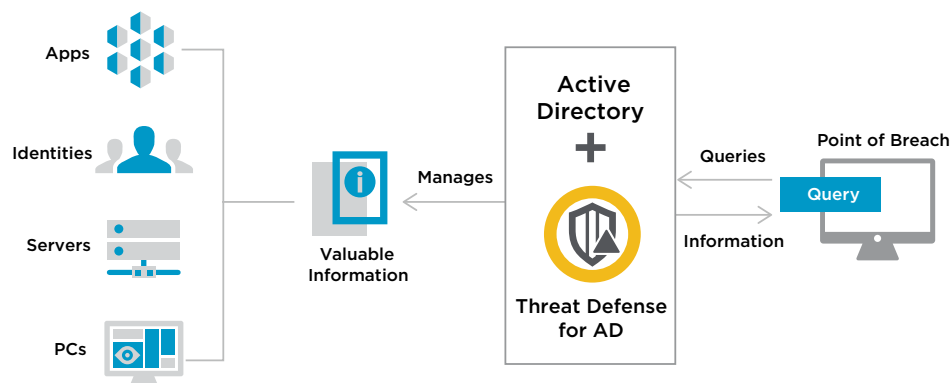 Apps
Identities
Servers
PCs
Valuable
Information
Manages
Active
Directory
Threat Defense
for AD
Queries
Information
Point of Breach
Query